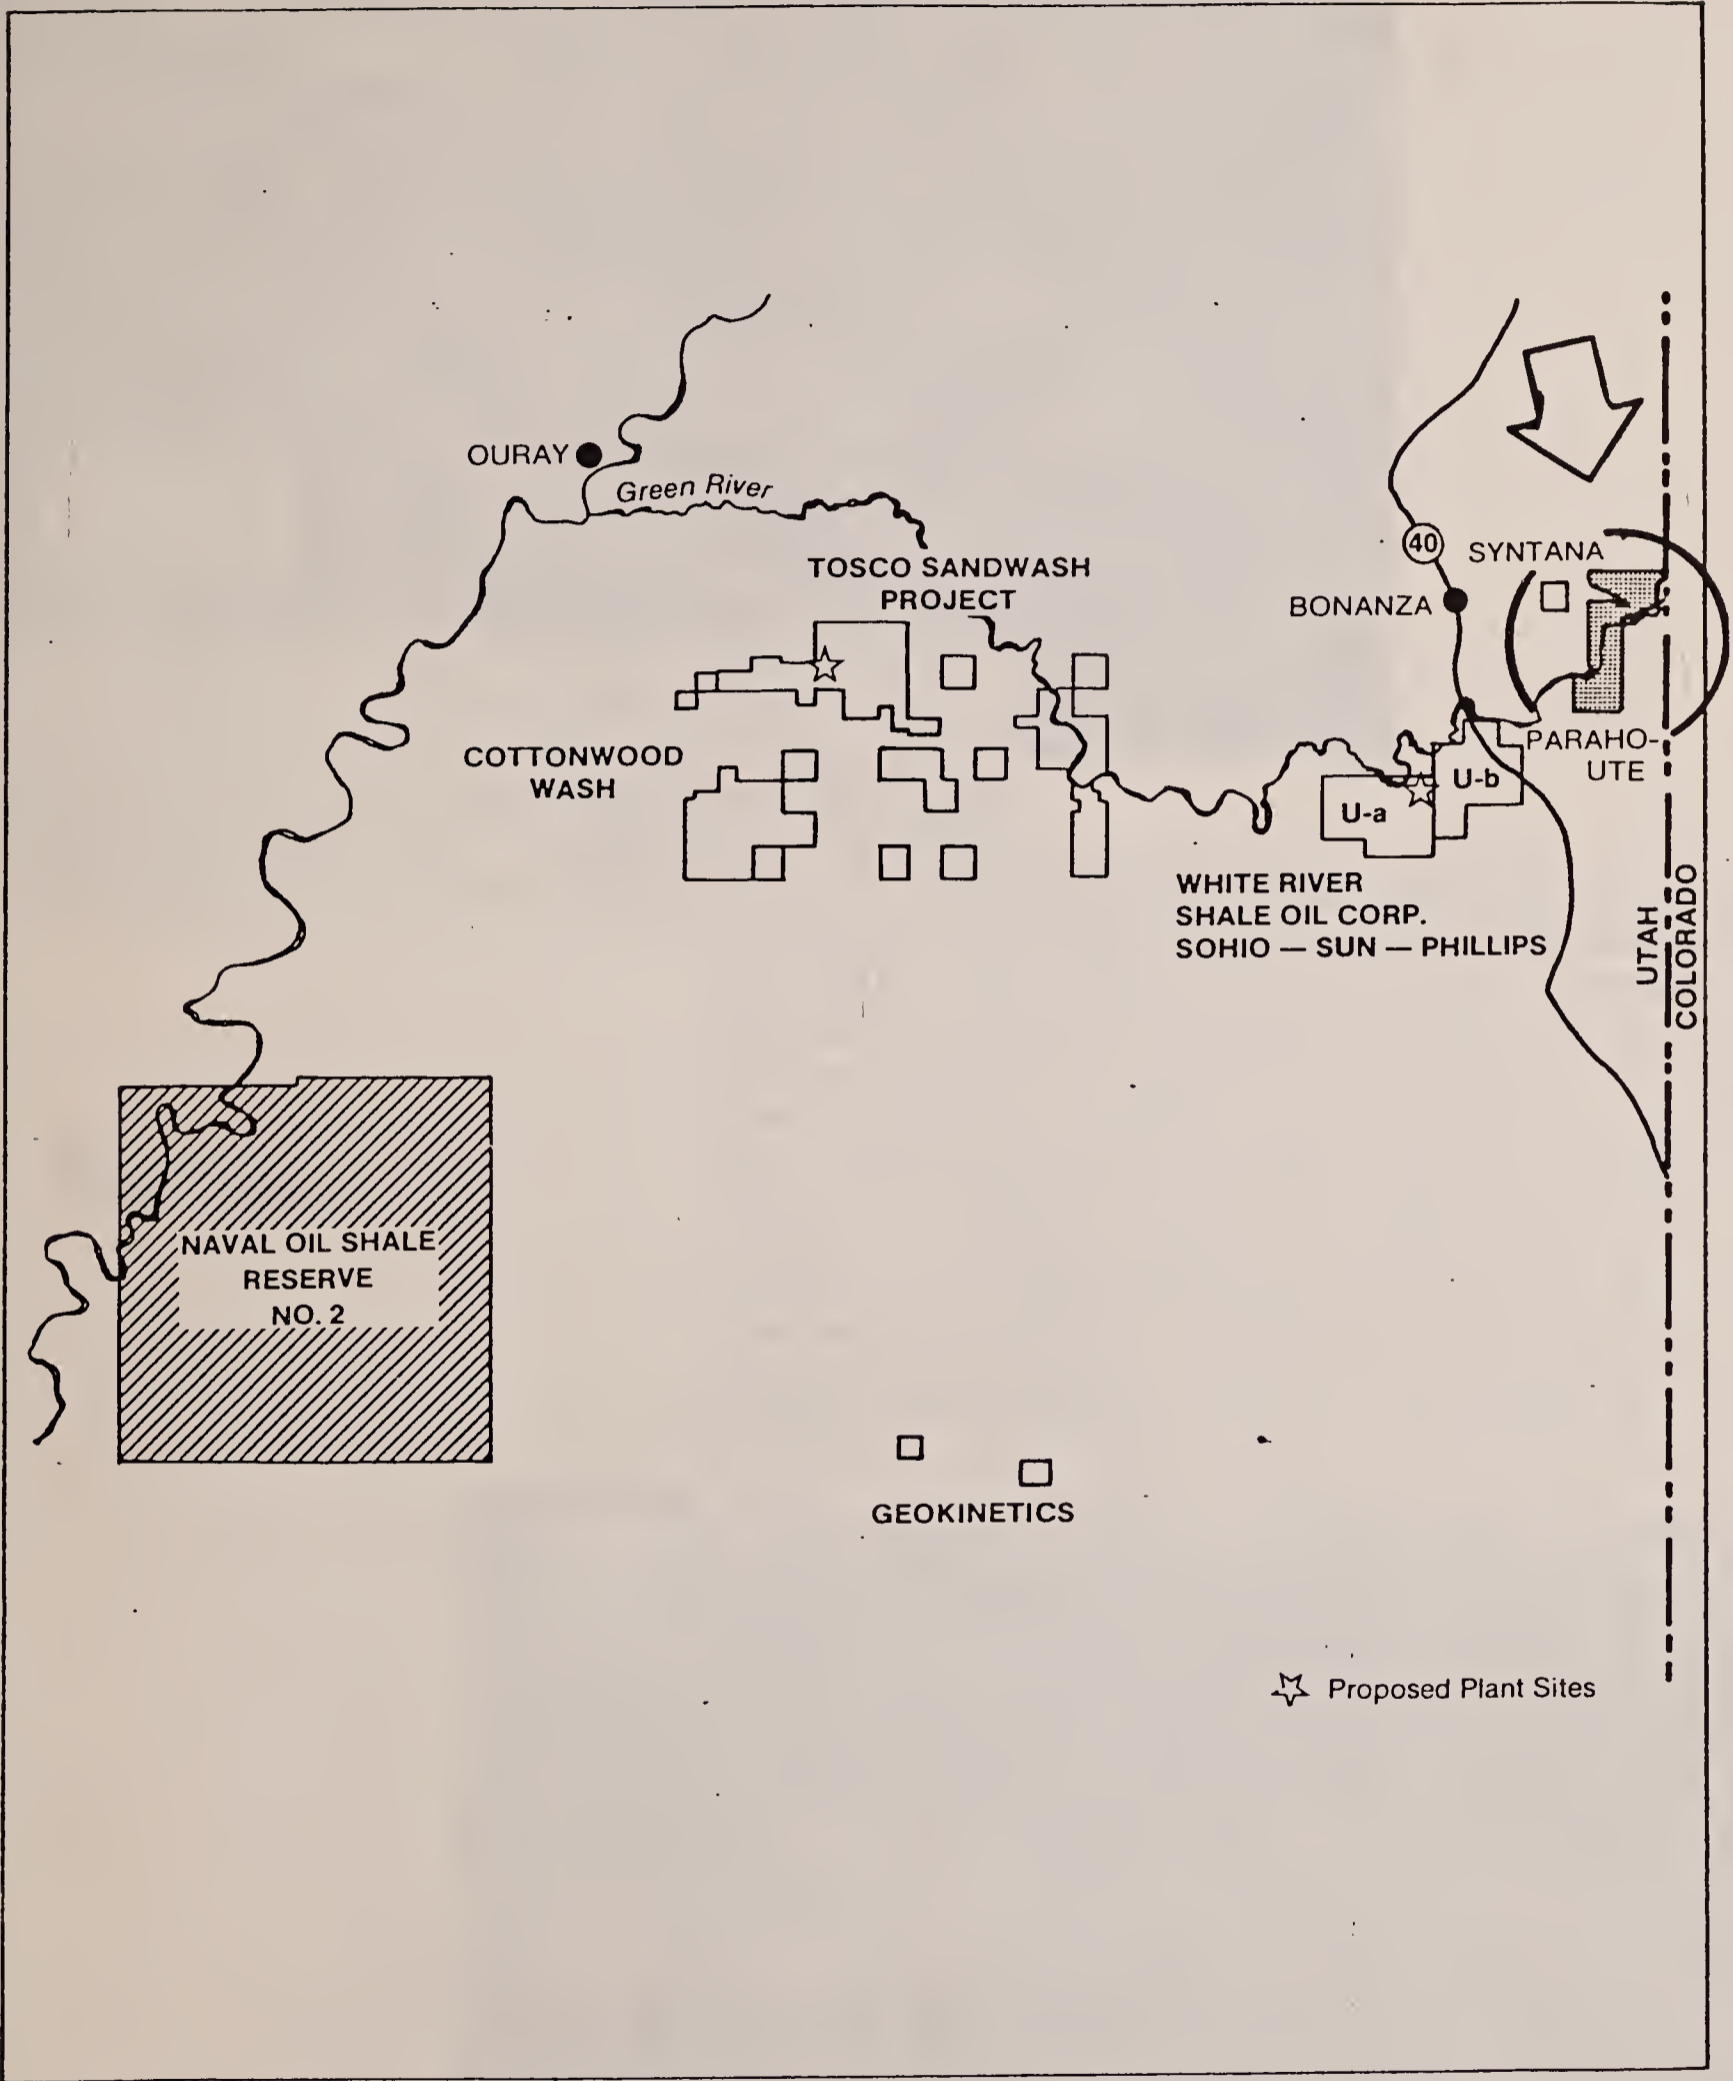 OURAY
Green River
TOSCO SANDWASH
PROJECT
40
SYNTANA
BONANZA
COTTONWOOD
WASH
PARAHO-
UTE
U-b
U-a
WHITE RIVER
SHALE OIL CORP.
SOHIO — SUN — PHILLIPS
UTAH
COLORADO
NAVAL OIL SHALE
RESERVE
NO. 2
GEOKINETICS
Proposed Plant Sites